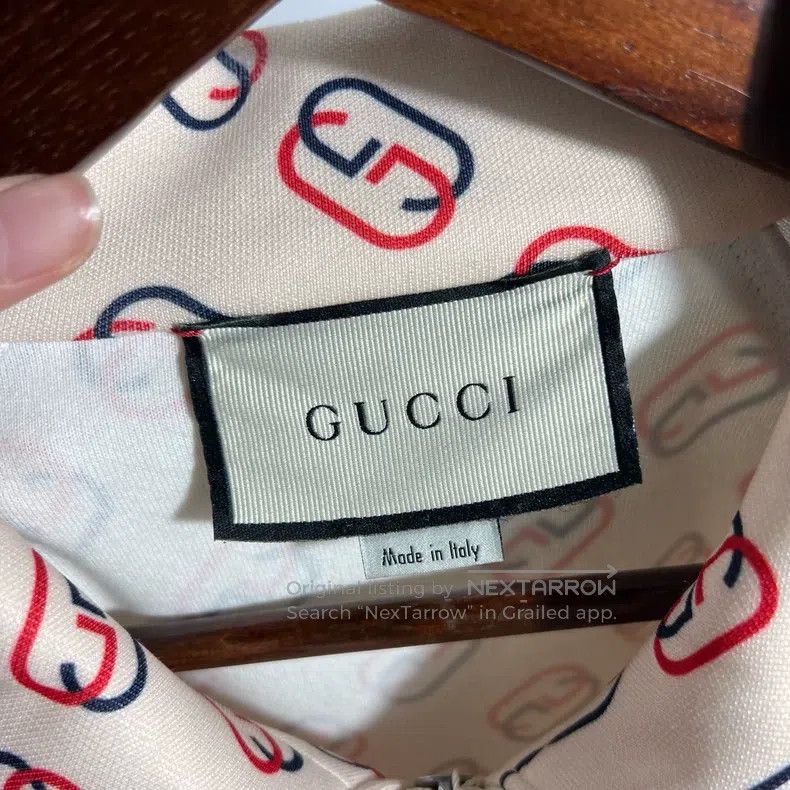 GUCCI
Made in Italy
Original listing by NEXTARROW
Search “NexTarrow” in Grailed app.